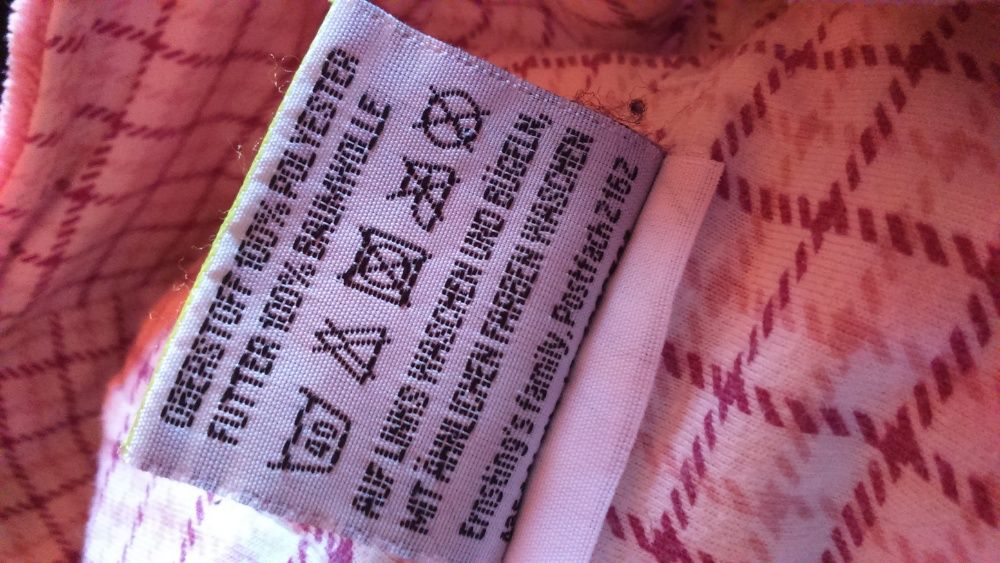 OBERSTOFF 100% POLYESTER
FUTTER 100% BAUMWOLLE
40
AUF LINKS WASCHEN UND BÜGELN
MIT ÄHNLICHEN FARBEN WASCHEN
Ernsting's family, Postfach 2162